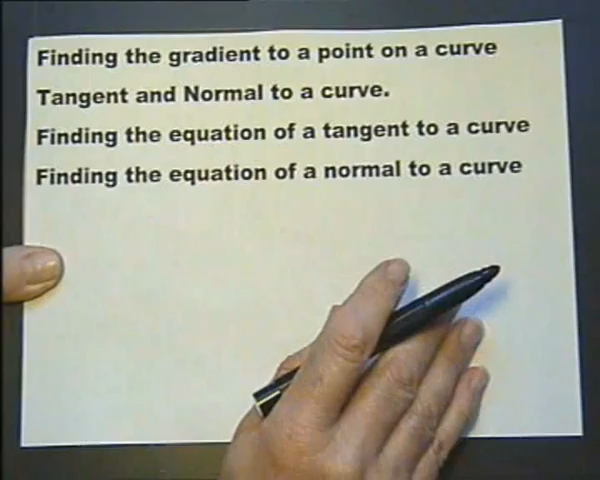 Finding the gradient to a point on a curve
Tangent and Normal to a curve.
Finding the equation of a tangent to a curve
Finding the equation of a normal to a curve